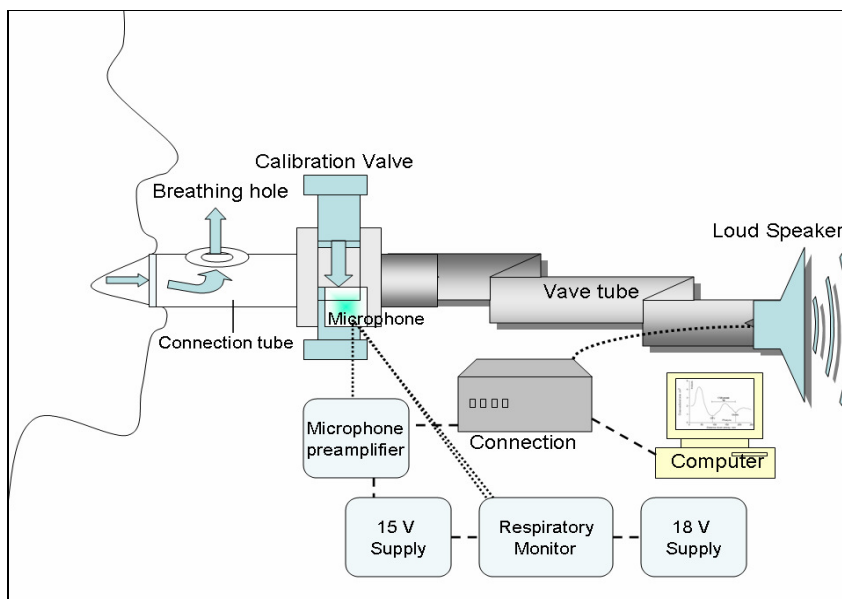 Calibration Valve
Breathing hole
Loud Speaker
Vave tube
Microphone
Connection tube
Microphone
preamplifier
Connection
Computer
15 V
Supply
Respiratory
Monitor
18 V
Supply